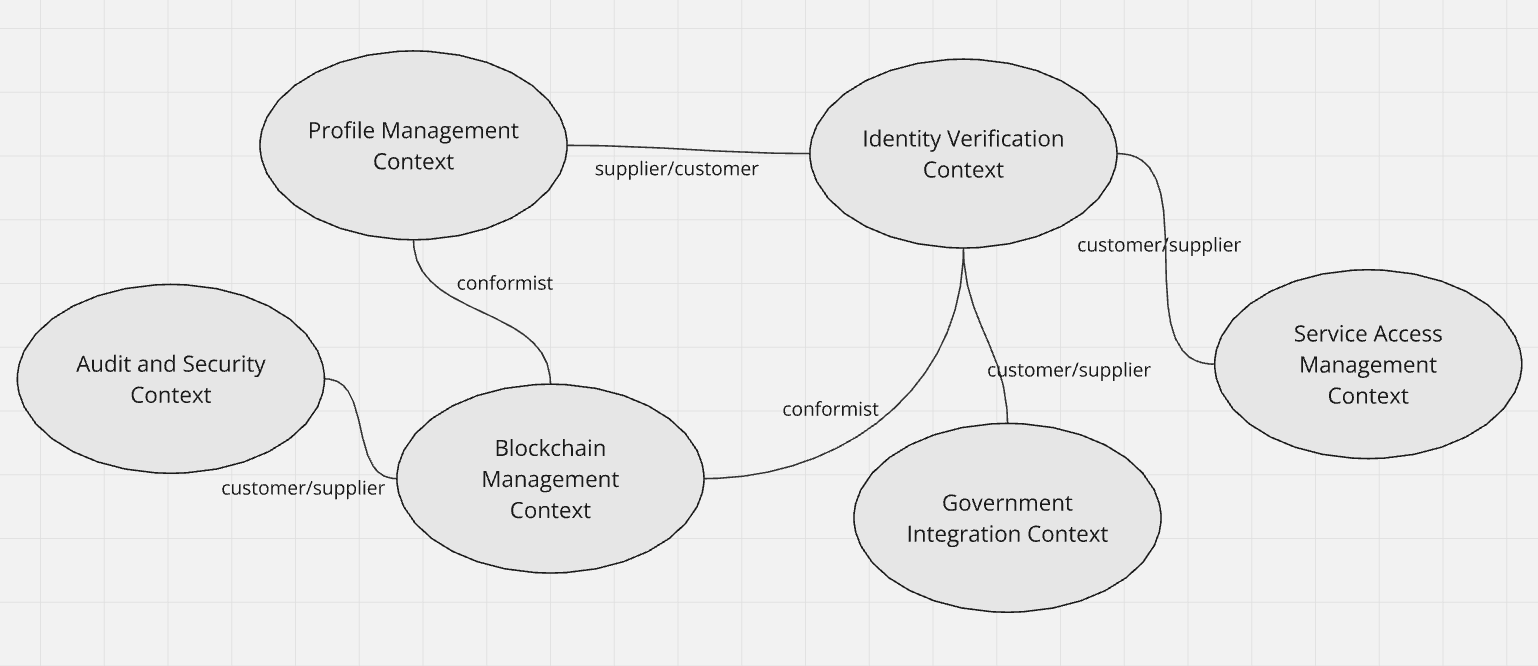 Profile Management
Context
Identity Verification
Context
supplier/customer
customer/supplier
conformist
Audit and Security
Context
Service Access
Management
Context
customer/supplier
conformist
Blockchain
Management
Context
customer/supplier
Government
Integration Context